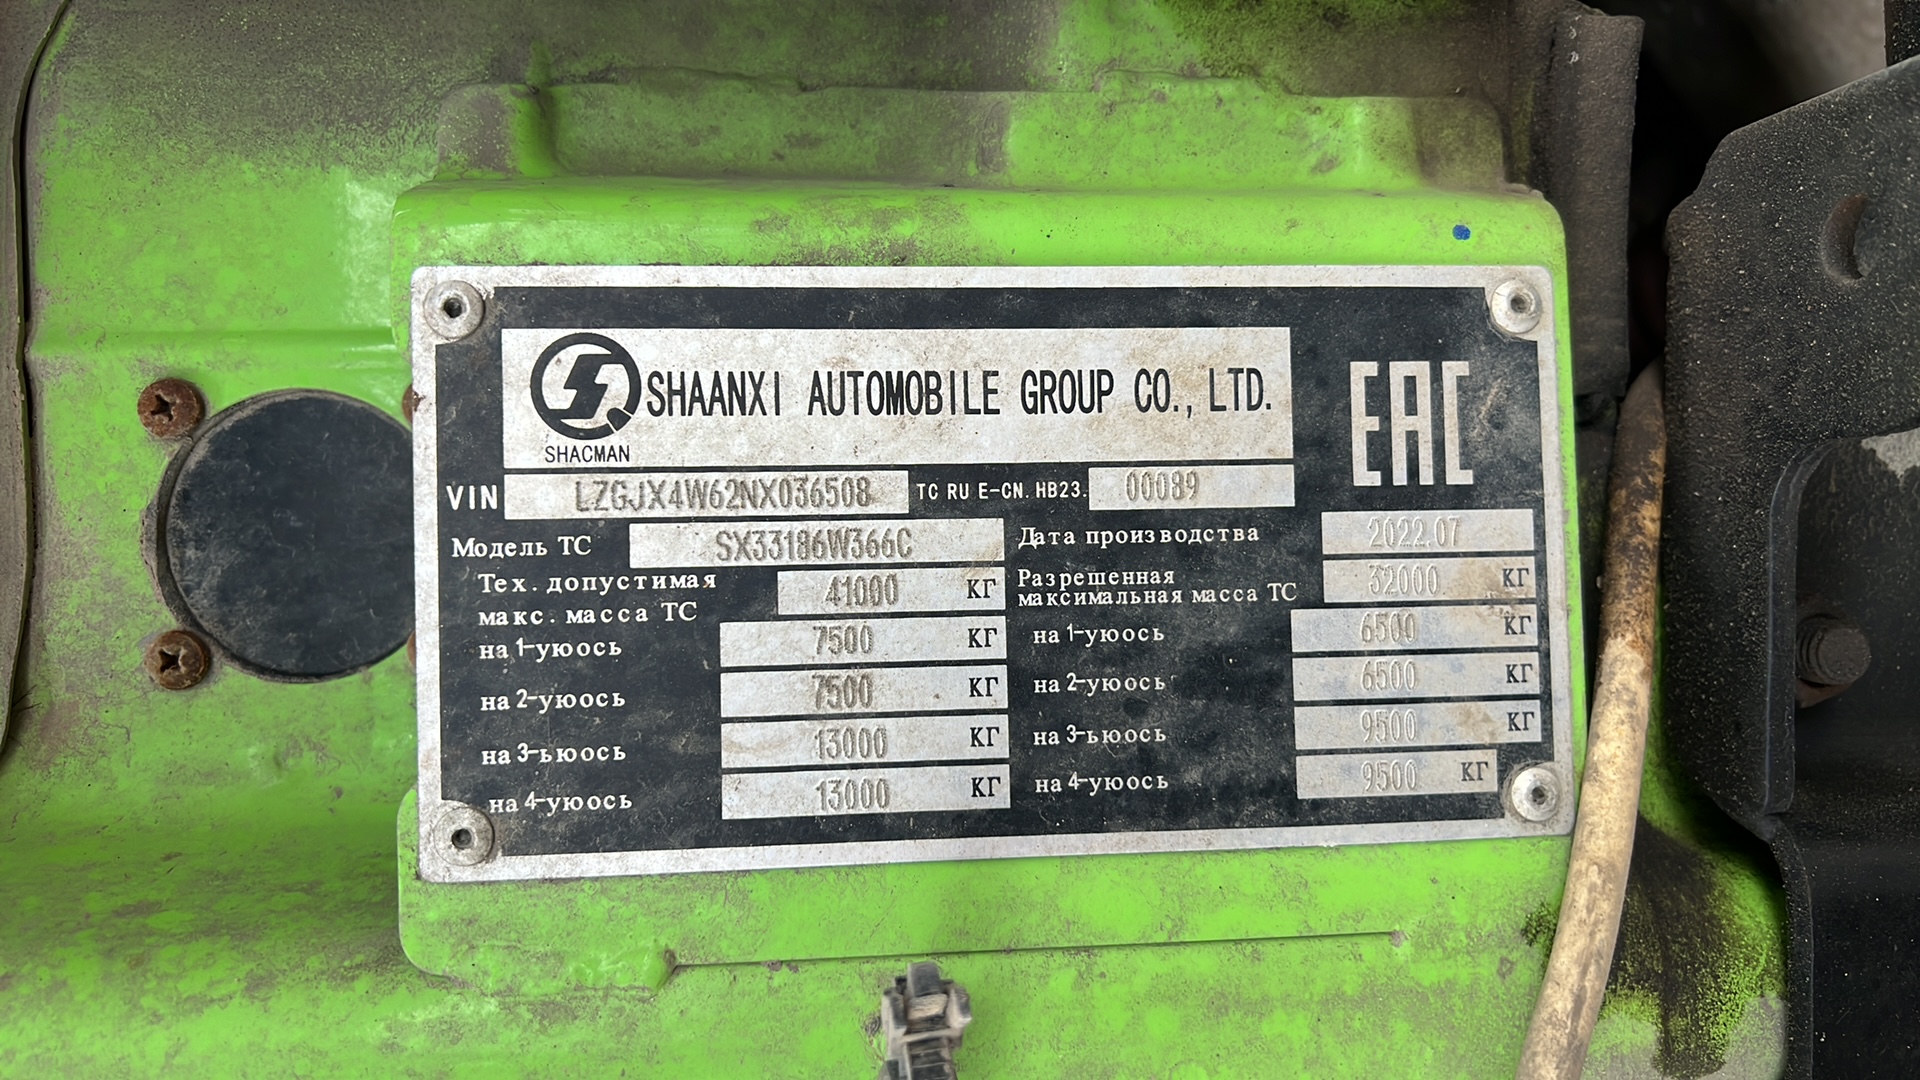 SHAANXI AUTOMOBILE GROUP CO., LTD.
SHACMAN
EAC
VIN LZGJX4W62NX036508 TC RU E-CN.HB23. 00089
Модель ТС SX33186W366C Дата производства 2022.07
Тех. допустимая макс. масса ТС 41000 КГ Разрешенная максимальная масса ТС 32000 КГ
на 1-уюось 7500 КГ на 1-уюось 6500 КГ
на 2-уюось 7500 КГ на 2-уюось 6500 КГ
на 3-ьюось 13000 КГ на 3-ьюось 9500 КГ
на 4-уюось 13000 КГ на 4-уюось 9500 КГ